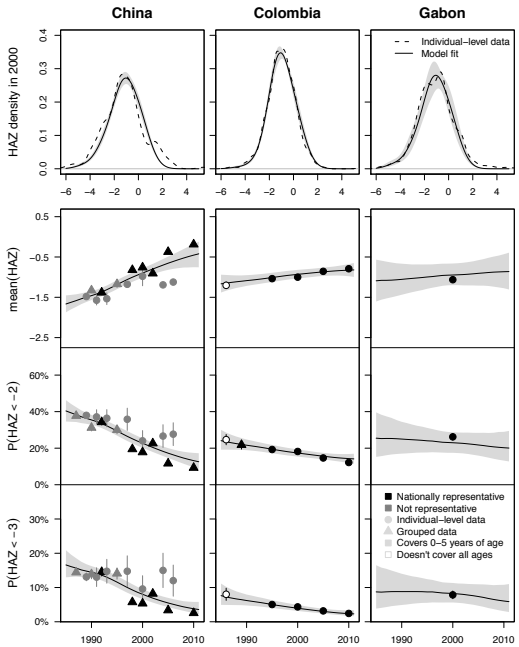 China Colombia Gabon
HAZ density in 2000
0.4
0.3
0.2
0.1
0.0
Individual−level data
Model fit
−6 −4 −2 0 2 4
−6 −4 −2 0 2 4
−6 −4 −2 0 2 4
mean(HAZ)
0.5
−0.5
−1.5
−2.5
P(HAZ < −2)
60%
40%
20%
0%
P(HAZ < −3)
30%
20%
10%
0%
Nationally representative
Not representative
Individual−level data
Grouped data
Covers 0−5 years of age
Doesn't cover all ages
1990 2000 2010
1990 2000 2010
1990 2000 2010